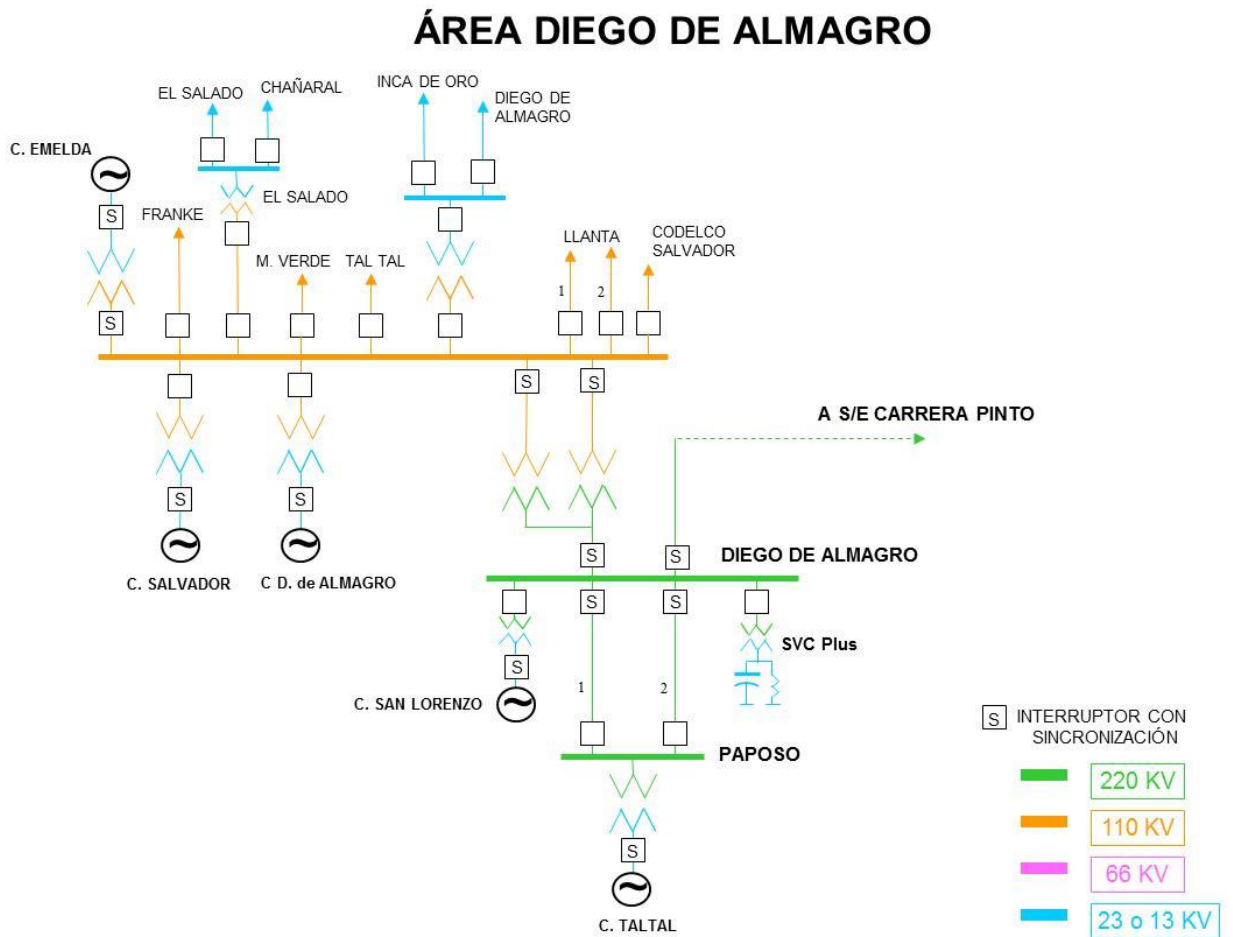 ÁREA DIEGO DE ALMAGRO
EL SALADO
CHAÑARAL
INCA DE ORO
DIEGO DE
ALMAGRO
C. EMELDA
S
FRANKE
EL SALADO
M. VERDE
TAL TAL
LLANTA
CODELCO
SALVADOR
1
2
S
S
S
A S/E CARRERA PINTO
S
S
C. SALVADOR
C D. de ALMAGRO
S
S
DIEGO DE ALMAGRO
S
S
SVC Plus
S
C. SAN LORENZO
1
2
S
INTERRUPTOR CON
SINCRONIZACIÓN
PAPOSO
220 KV
110 KV
66 KV
23 o 13 KV
S
C. TALTAL